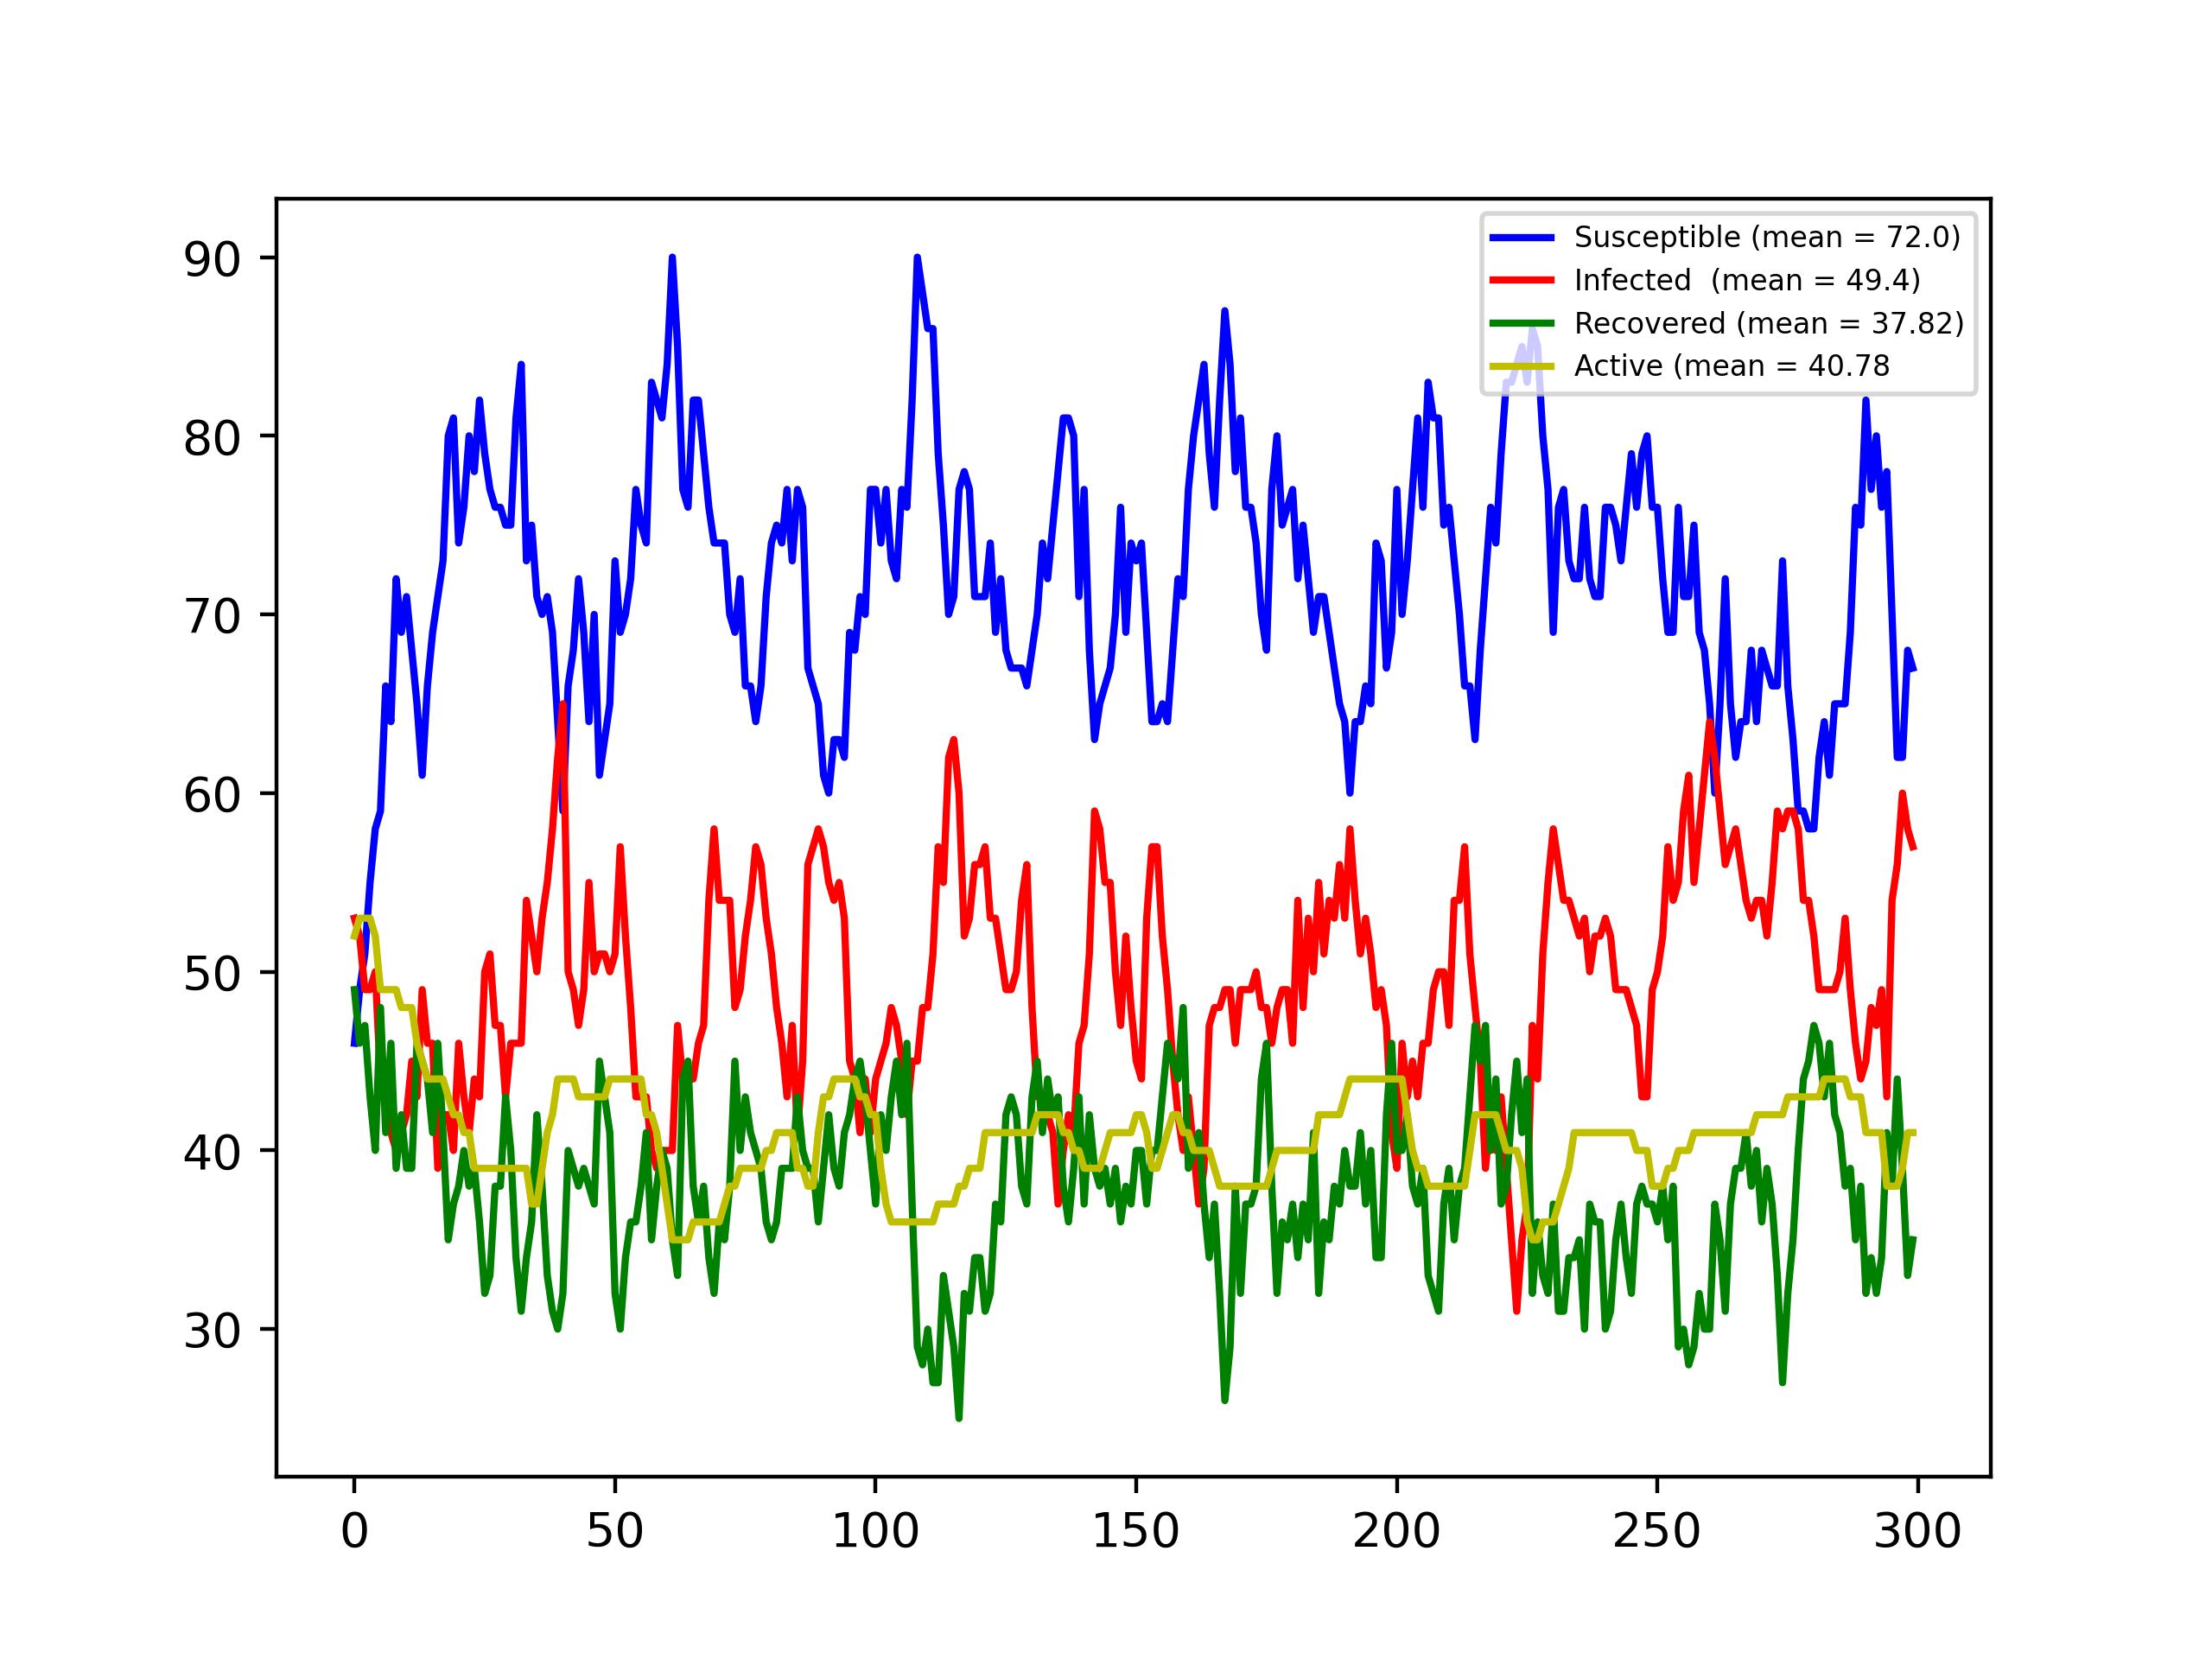 Susceptible (mean = 72.0)
Infected  (mean = 49.4)
Recovered (mean = 37.82)
Active (mean = 40.78
90
80
70
60
50
40
30
0 50 100 150 200 250 300